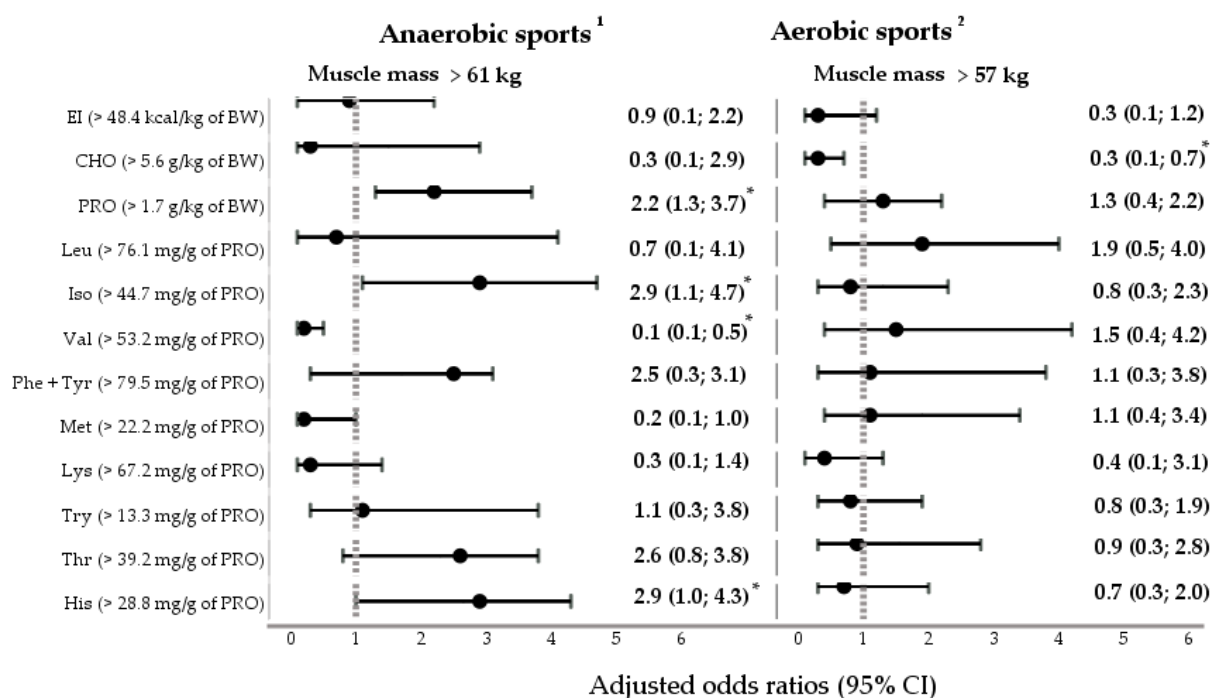 Anaerobic sports 1 Aerobic sports 2
Muscle mass > 61 kg Muscle mass > 57 kg
EI (> 48.4 kcal/kg of BW) 0.9 (0.1; 2.2) 0.3 (0.1; 1.2)
CHO (> 5.6 g/kg of BW) 0.3 (0.1; 2.9) 0.3 (0.1; 0.7)*
PRO (> 1.7 g/kg of BW) 2.2 (1.3; 3.7)* 1.3 (0.4; 2.2)
Leu (> 76.1 mg/g of PRO) 0.7 (0.1; 4.1) 1.9 (0.5; 4.0)
Iso (> 44.7 mg/g of PRO) 2.9 (1.1; 4.7)* 0.8 (0.3; 2.3)
Val (> 53.2 mg/g of PRO) 0.1 (0.1; 0.5)* 1.5 (0.4; 4.2)
Phe + Tyr (> 79.5 mg/g of PRO) 2.5 (0.3; 3.1) 1.1 (0.3; 3.8)
Met (> 22.2 mg/g of PRO) 0.2 (0.1; 1.0) 1.1 (0.4; 3.4)
Lys (> 67.2 mg/g of PRO) 0.3 (0.1; 1.4) 0.4 (0.1; 3.1)
Try (> 13.3 mg/g of PRO) 1.1 (0.3; 3.8) 0.8 (0.3; 1.9)
Thr (> 39.2 mg/g of PRO) 2.6 (0.8; 3.8) 0.9 (0.3; 2.8)
His (> 28.8 mg/g of PRO) 2.9 (1.0; 4.3)* 0.7 (0.3; 2.0)
0 1 2 3 4 5 6 0 1 2 3 4 5 6
Adjusted odds ratios (95% CI)